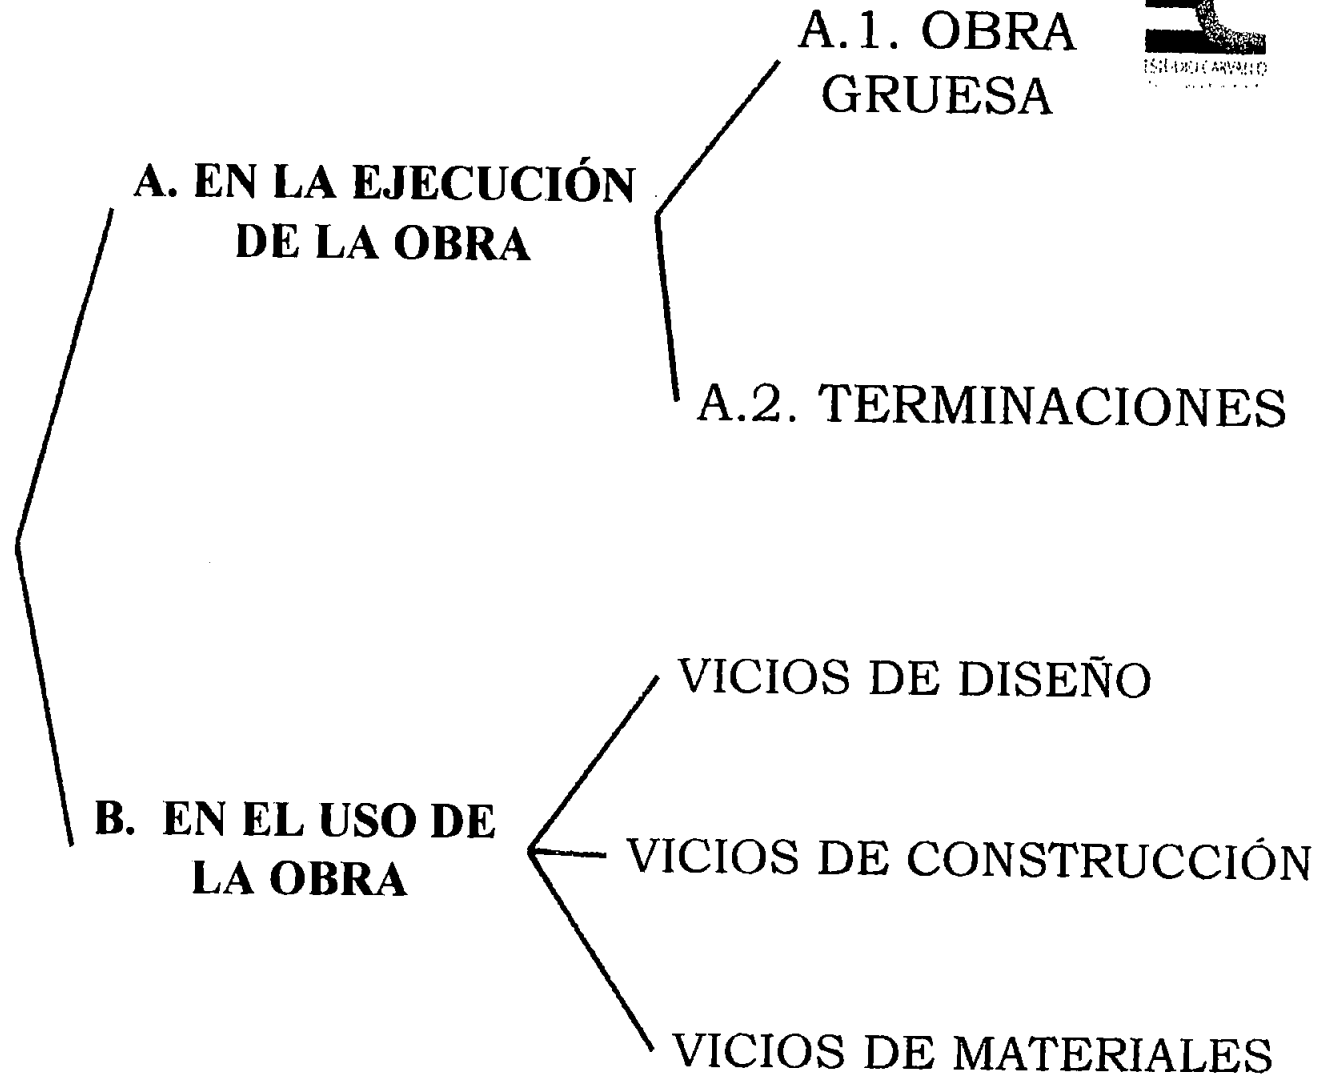 A.1. OBRA
GRUESA
A. EN LA EJECUCIÓN
DE LA OBRA
A.2. TERMINACIONES
VICIOS DE DISEÑO
B. EN EL USO DE
LA OBRA
VICIOS DE CONSTRUCCIÓN
VICIOS DE MATERIALES